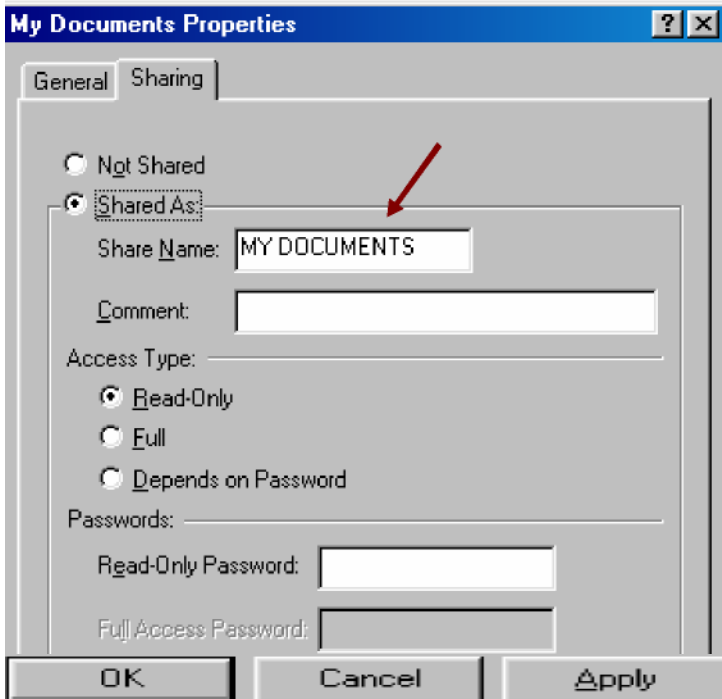 My Documents Properties
General Sharing
Not Shared
Shared As:
Share Name: MY DOCUMENTS
Comment:
Access Type:
Read-Only
Full
Depends on Password
Passwords:
Read-Only Password:
Full Access Password:
OK Cancel Apply